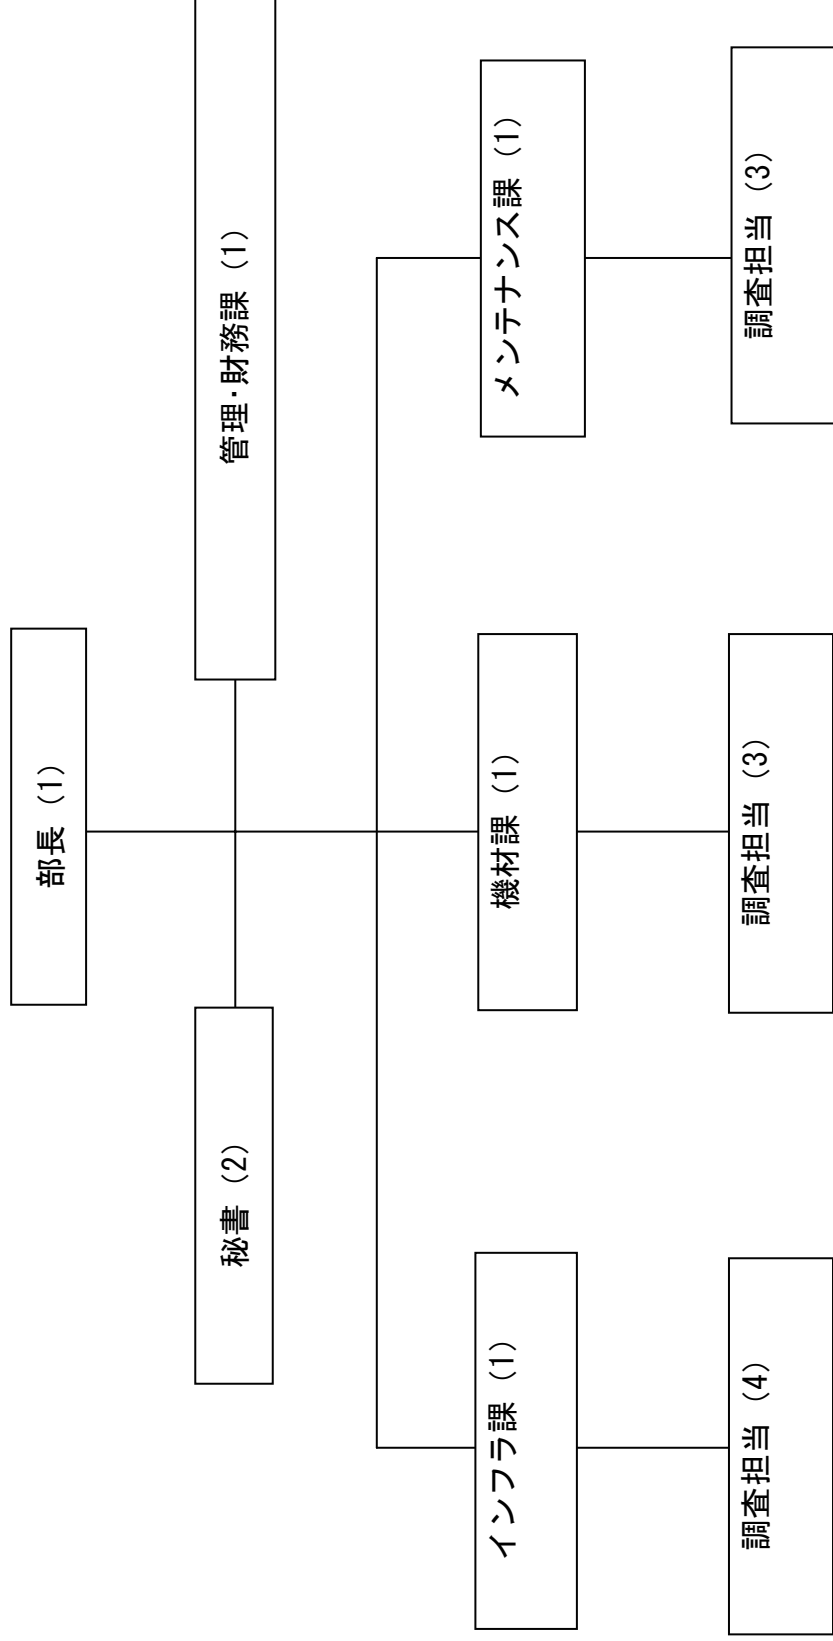 部長 (1)
秘書 (2)
管理・財務課 (1)
インフラ課 (1)
機材課 (1)
メンテナンス課 (1)
調査担当 (4)
調査担当 (3)
調査担当 (3)